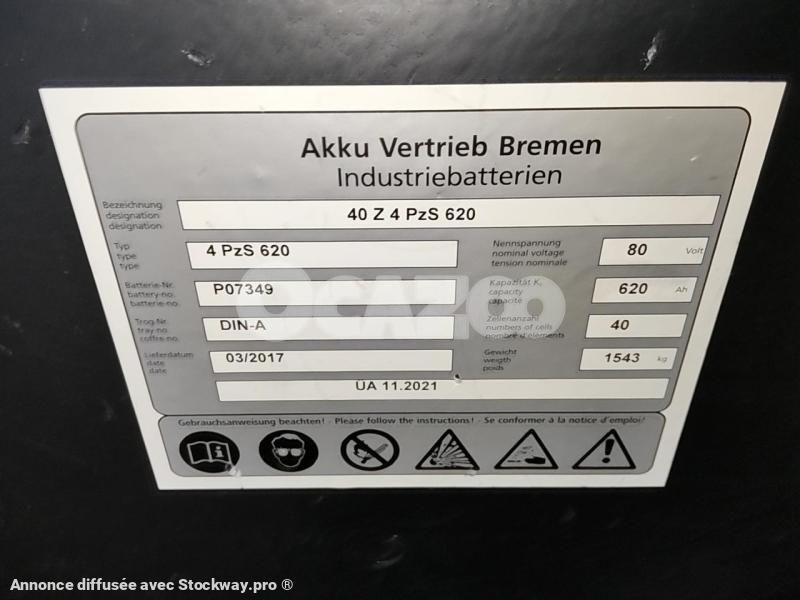 Akku Vertrieb Bremen
Industriebatterien
Bezeichnung
designation
désignation
40 Z 4 PzS 620
Typ
type
type
4 PzS 620
Nennspannung
nominal voltage
tension nominale
80 Volt
Batterie-Nr.
battery-no.
batterie-no.
P07349
Kapazität K5
capacity
capacité
620 Ah
Trog-Nr.
tray-no.
coffre-no.
DIN-A
Zellenanzahl
numbers of cells
nombre d'eléments
40
Lieferdatum
date
date
03/2017
Gewicht
weigth
poids
1543 kg
ÜA 11.2021
Gebrauchsanweisung beachten! - Please follow the instructions! - Se conformer à la notice d'emploi!
OCAZOO
Annonce diffusée avec Stockway.pro ®